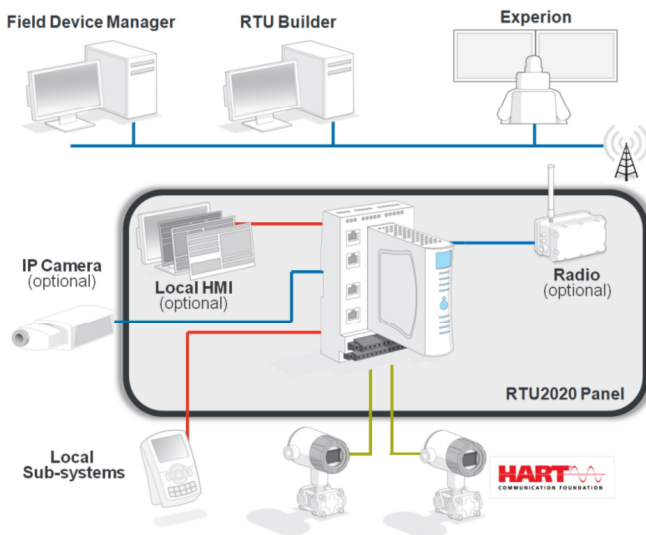 Field Device Manager
RTU Builder
Experion
IP Camera
(optional)
Local HMI
(optional)
Radio
(optional)
RTU2020 Panel
Local
Sub-systems
HART
COMMUNICATION FOUNDATION